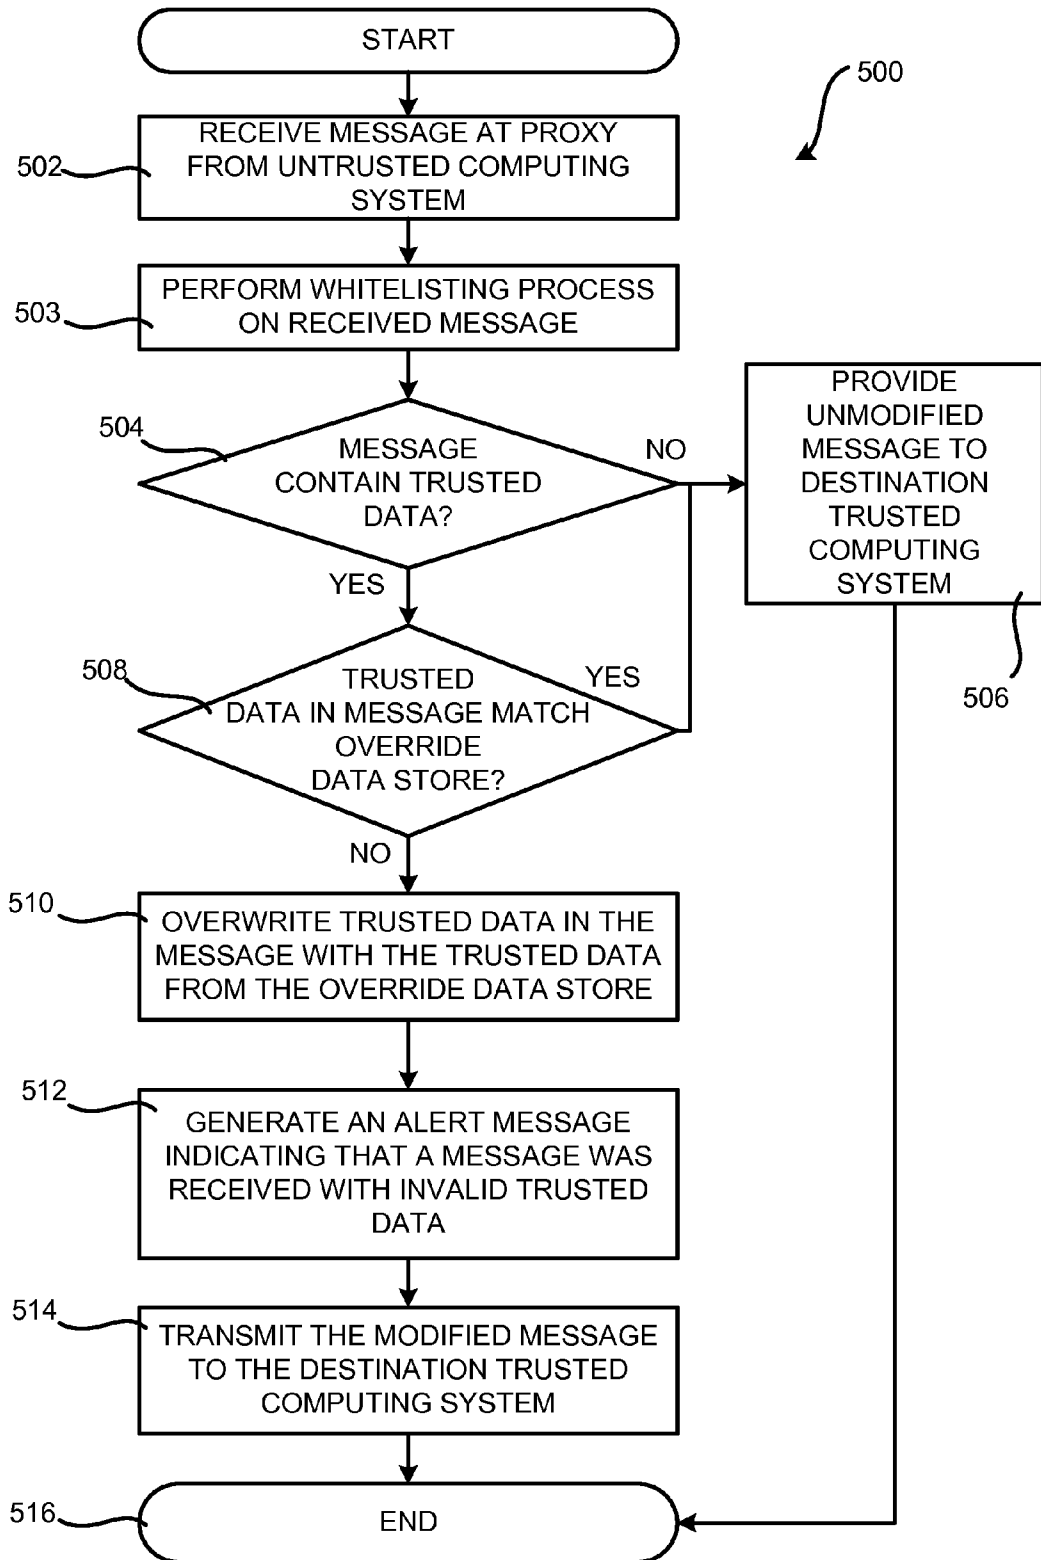 START
500
RECEIVE MESSAGE AT PROXY
FROM UNTRUSTED COMPUTING
SYSTEM
502
PERFORM WHITELISTING PROCESS
ON RECEIVED MESSAGE
503
504
MESSAGE
CONTAIN TRUSTED
DATA?
NO
YES
PROVIDE
UNMODIFIED
MESSAGE TO
DESTINATION
TRUSTED
COMPUTING
SYSTEM
506
508
TRUSTED
DATA IN MESSAGE MATCH
OVERRIDE
DATA STORE?
YES
NO
510
OVERWRITE TRUSTED DATA IN THE
MESSAGE WITH THE TRUSTED DATA
FROM THE OVERRIDE DATA STORE
512
GENERATE AN ALERT MESSAGE
INDICATING THAT A MESSAGE WAS
RECEIVED WITH INVALID TRUSTED
DATA
514
TRANSMIT THE MODIFIED MESSAGE
TO THE DESTINATION TRUSTED
COMPUTING SYSTEM
516
END